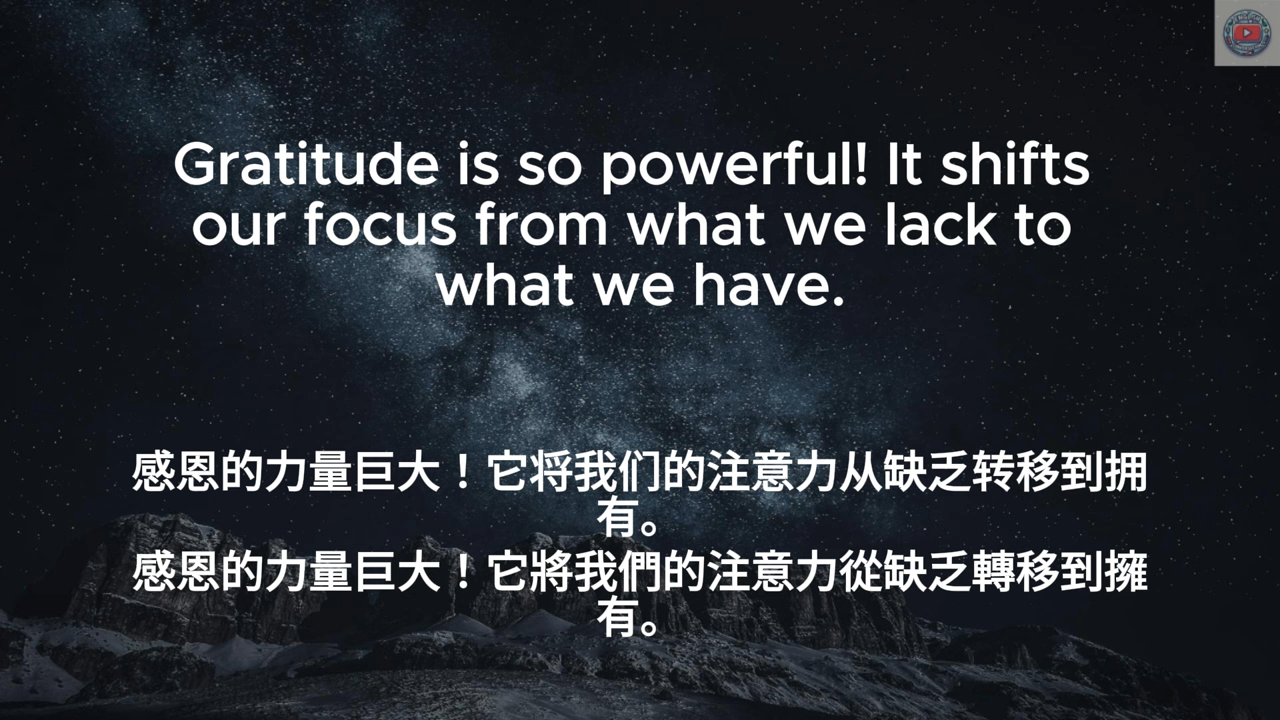 Gratitude is so powerful! It shifts
our focus from what we lack to
what we have.
感恩的力量巨大！它将我们的注意力从缺乏转移到拥
有。
感恩的力量巨大！它將我們的注意力從缺乏轉移到擁
有。